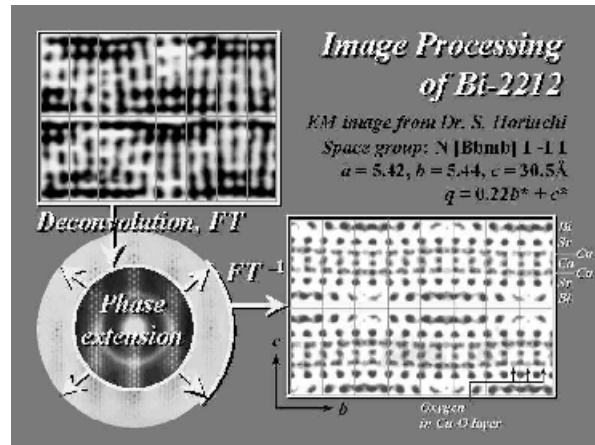 Image Processing
of Bi-2212
EM image from Dr. S. Horiuchi
Space group: N [Bbmb] 1 -1 1
a = 5.42, b = 5.44, c = 30.5Å
q = 0.22b* + c*
Deconvolution, FT
FT -1
Phase
extension
Bi
Sr
Cu
Ca
Cu
Sr
Bi
c
b
Oxygen
in Cu-O layer